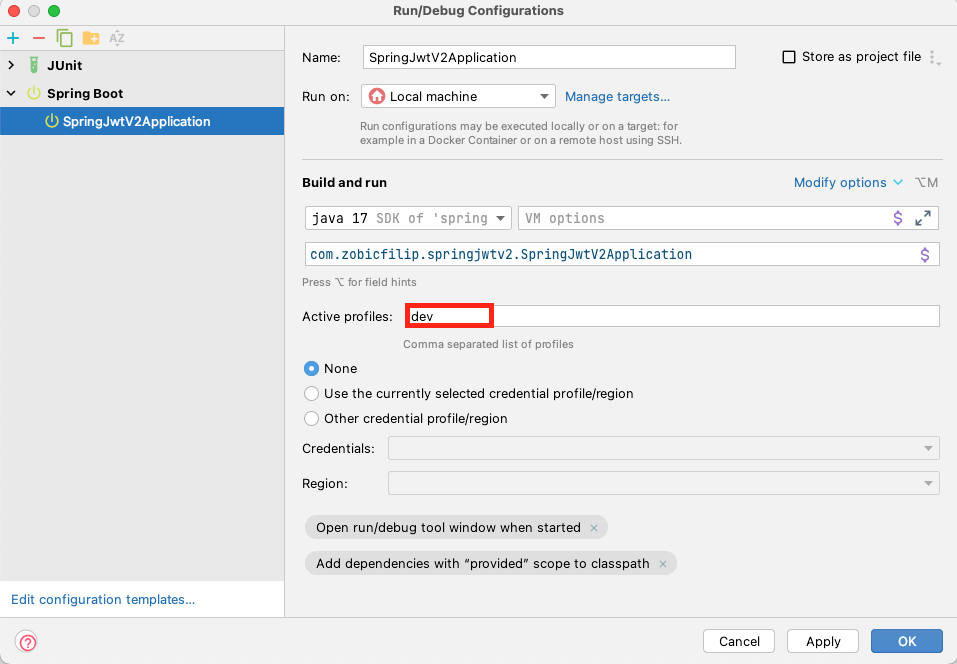 Run/Debug Configurations
AZ
JUnit
Spring Boot
SpringJwtV2Application
Edit configuration templates...
Name:
SpringJwtV2Application
Store as project file
Run on:
Local machine
Manage targets...
Run configurations may be executed locally or on a target: for
example in a Docker Container or on a remote host using SSH.
Build and run
Modify options
⌥M
java 17 SDK of 'spring
VM options
$
com.zobicfilip.springjwtv2.SpringJwtV2Application
$
Press ⌥ for field hints
Active profiles:
dev
Comma separated list of profiles
None
Use the currently selected credential profile/region
Other credential profile/region
Credentials:
Region:
Open run/debug tool window when started ×
Add dependencies with “provided” scope to classpath ×
?
Cancel
Apply
OK